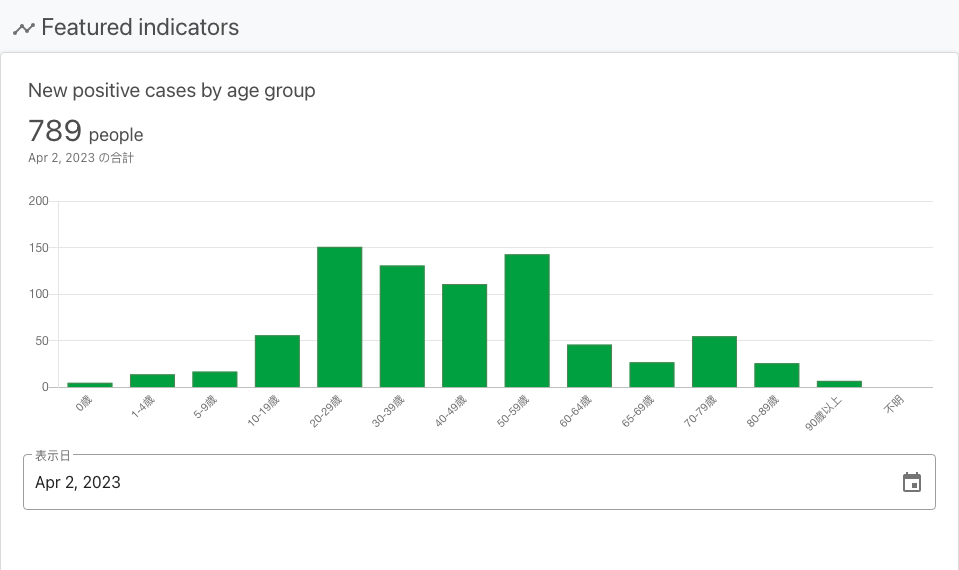 Featured indicators
New positive cases by age group
789 people
Apr 2, 2023 の合計
200
150
100
50
0
0歳
1-4歳
5-9歳
10-19歳
20-29歳
30-39歳
40-49歳
50-59歳
60-64歳
65-69歳
70-79歳
80-89歳
90歳以上
不明
表示日
Apr 2, 2023